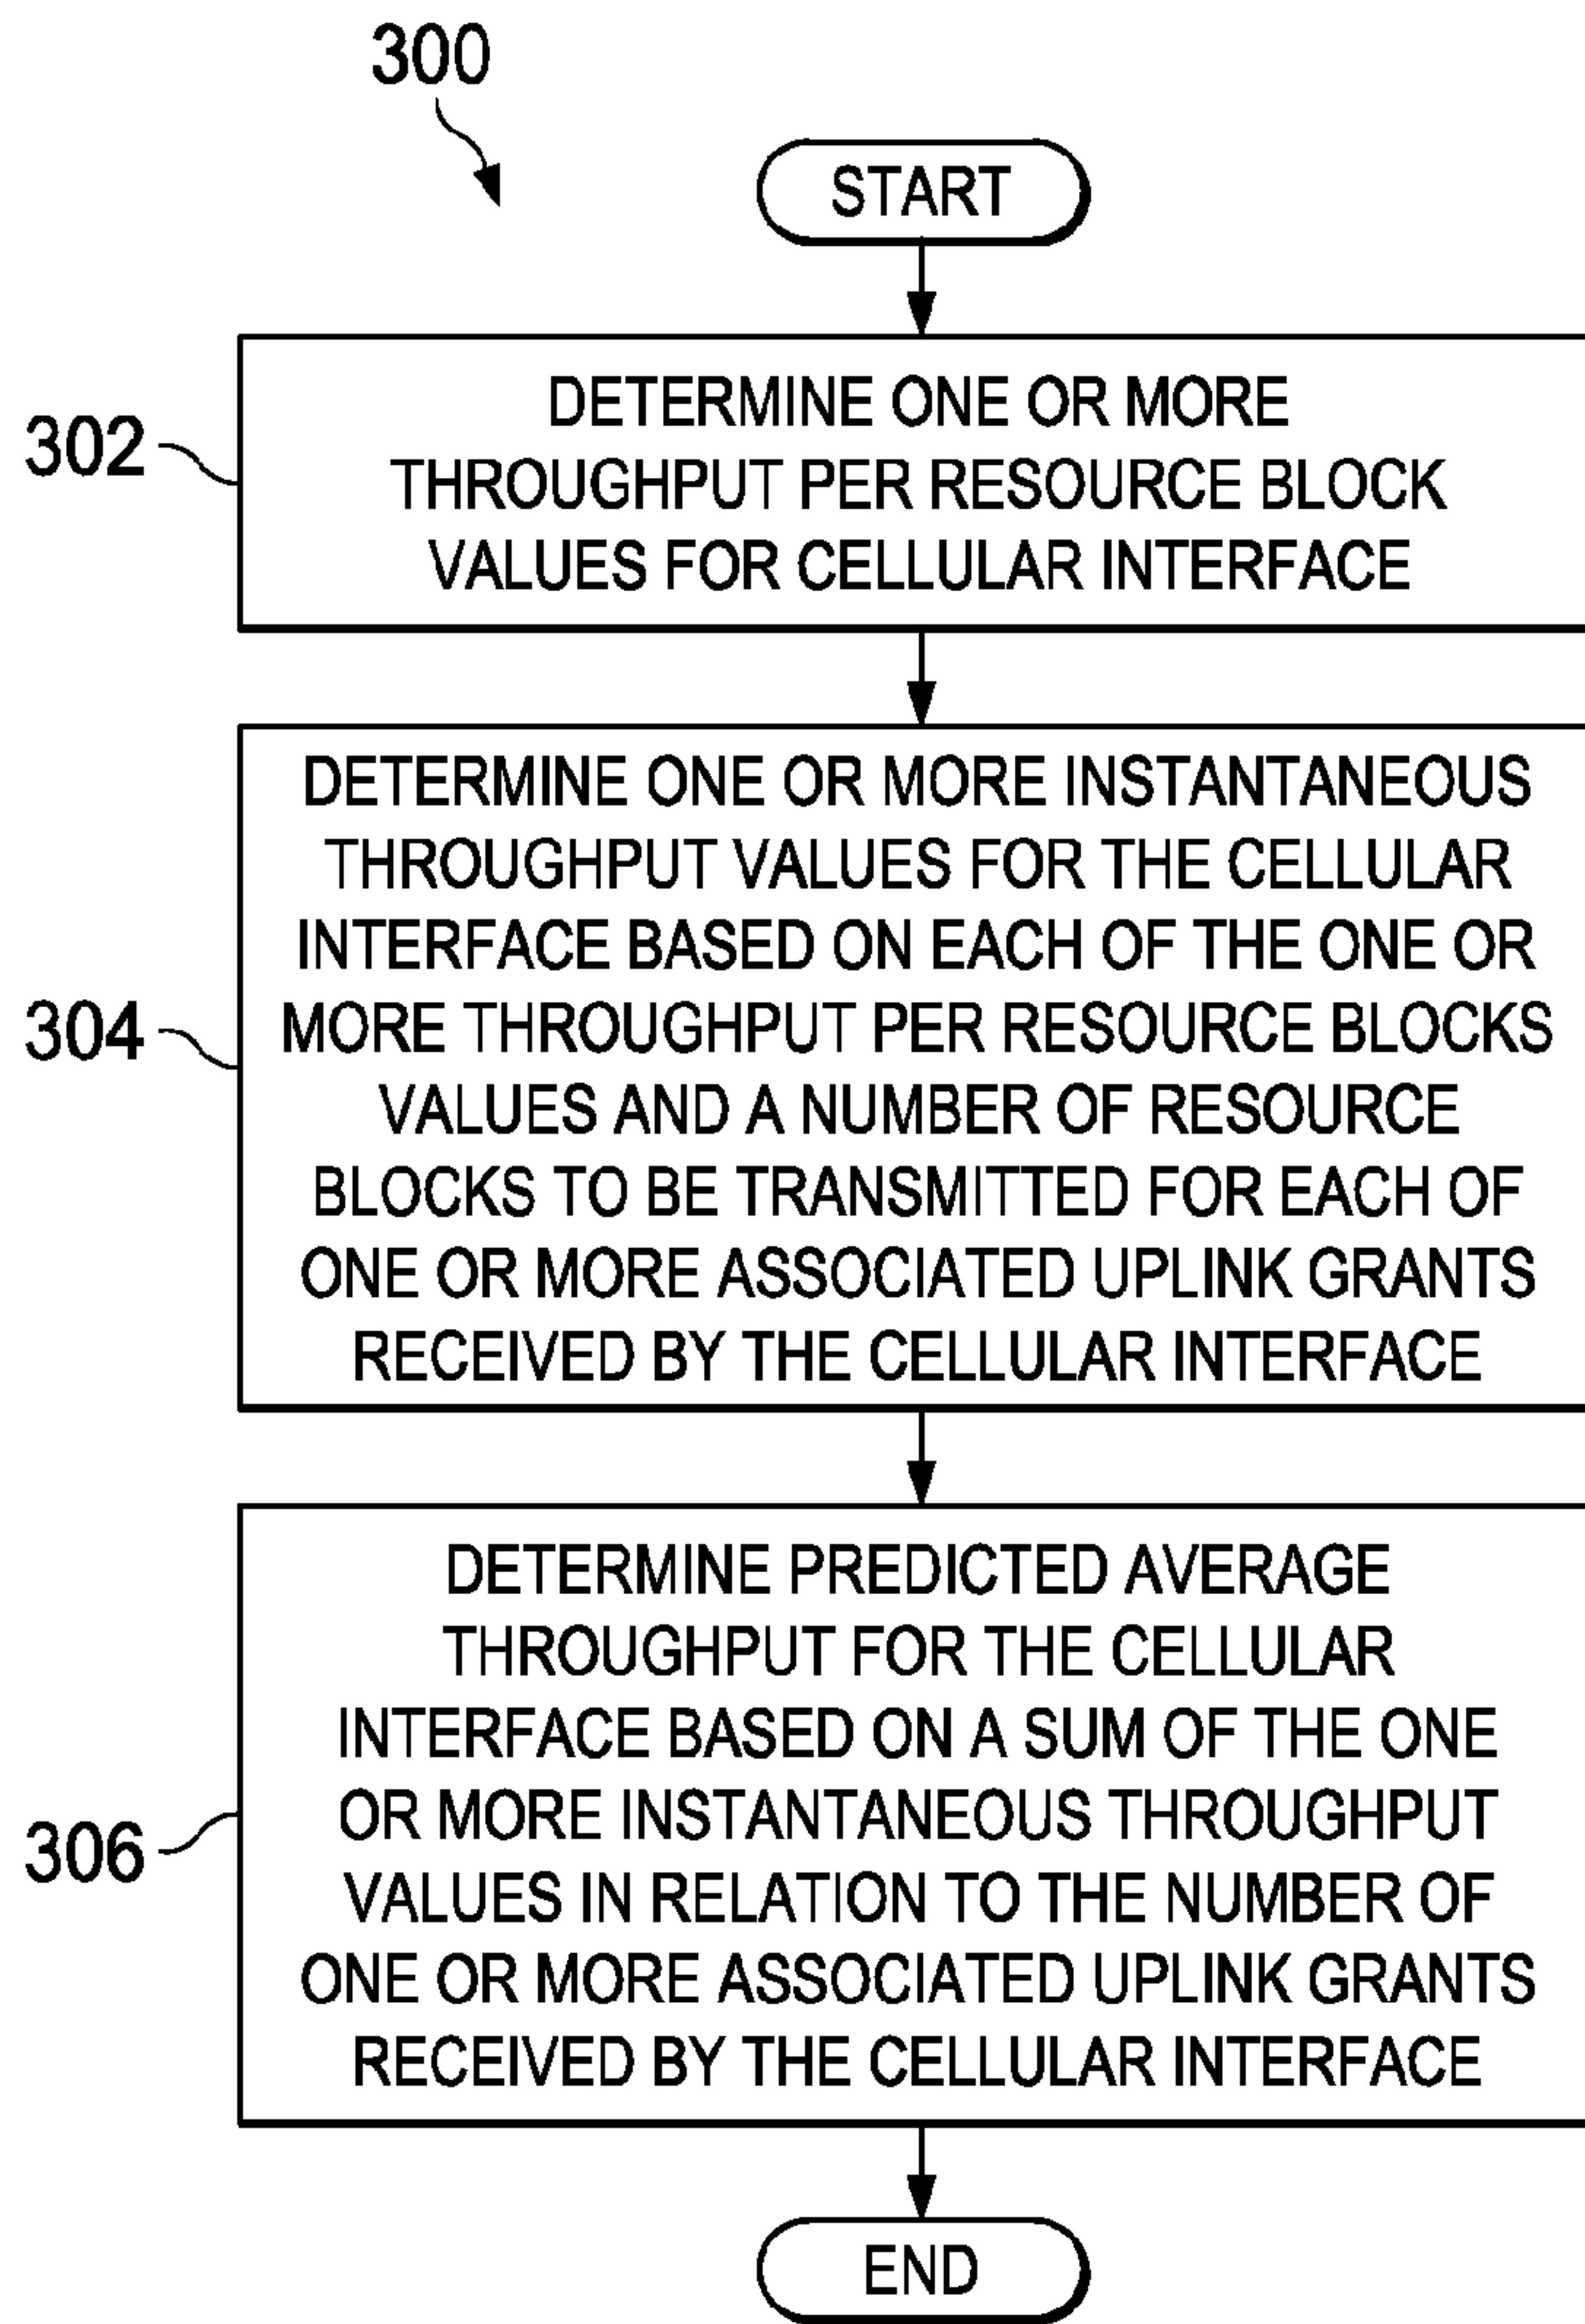 300
START
302
DETERMINE ONE OR MORE
THROUGHPUT PER RESOURCE BLOCK
VALUES FOR CELLULAR INTERFACE
304
DETERMINE ONE OR MORE INSTANTANEOUS
THROUGHPUT VALUES FOR THE CELLULAR
INTERFACE BASED ON EACH OF THE ONE OR
MORE THROUGHPUT PER RESOURCE BLOCKS
VALUES AND A NUMBER OF RESOURCE
BLOCKS TO BE TRANSMITTED FOR EACH OF
ONE OR MORE ASSOCIATED UPLINK GRANTS
RECEIVED BY THE CELLULAR INTERFACE
306
DETERMINE PREDICTED AVERAGE
THROUGHPUT FOR THE CELLULAR
INTERFACE BASED ON A SUM OF THE ONE
OR MORE INSTANTANEOUS THROUGHPUT
VALUES IN RELATION TO THE NUMBER OF
ONE OR MORE ASSOCIATED UPLINK GRANTS
RECEIVED BY THE CELLULAR INTERFACE
END